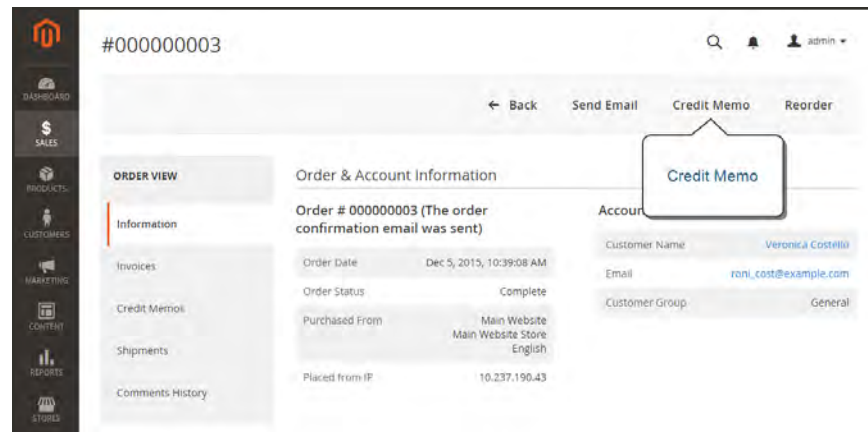 #000000003
admin
← Back Send Email Credit Memo Reorder
Credit Memo
DASHBOARD
SALES
PRODUCTS
CUSTOMERS
MARKETING
CONTENT
REPORTS
STORES
ORDER VIEW
Information
Invoices
Credit Memos
Shipments
Comments History
Order & Account Information
Order # 000000003 (The order
confirmation email was sent)
Order Date Dec 5, 2015, 10:39:08 AM
Order Status Complete
Purchased From Main Website
Main Website Store
English
Placed from IP 10.237.190.43
Accoun
Customer Name Veronica Costello
Email roni_cost@example.com
Customer Group General